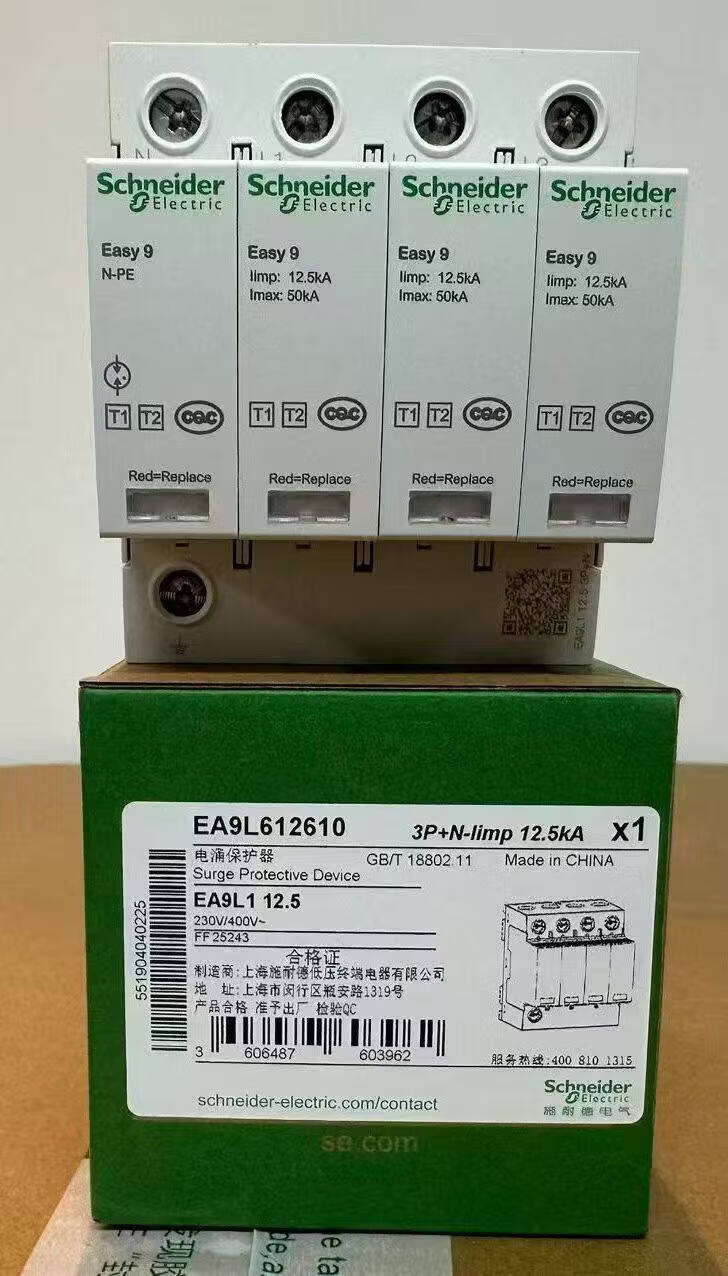 N L1 L2 L3
Schneider Electric Schneider Electric Schneider Electric Schneider Electric
Easy 9 Easy 9 Easy 9 Easy 9
N-PE Iimp: 12.5kA Iimp: 12.5kA Iimp: 12.5kA
Imax: 50kA Imax: 50kA Imax: 50kA
T1 T2 CQC T1 T2 CQC T1 T2 CQC T1 T2 CQC
Red=Replace Red=Replace Red=Replace Red=Replace
EA9L1 12.5 3P+N
EA9L612610 3P+N-Iimp 12.5kA x1
电涌保护器 GB/T 18802.11 Made in CHINA
Surge Protective Device
EA9L1 12.5
230V/400V~
FF25243
合格证
制造商:上海施耐德低压终端电器有限公司
地 址:上海市闵行区瓶安路1319号
产品合格 准予出厂 检验QC
551904040225
3 606487 603962
服务热线:400 810 1315
schneider-electric.com/contact
Schneider Electric
施耐德电气
se.com